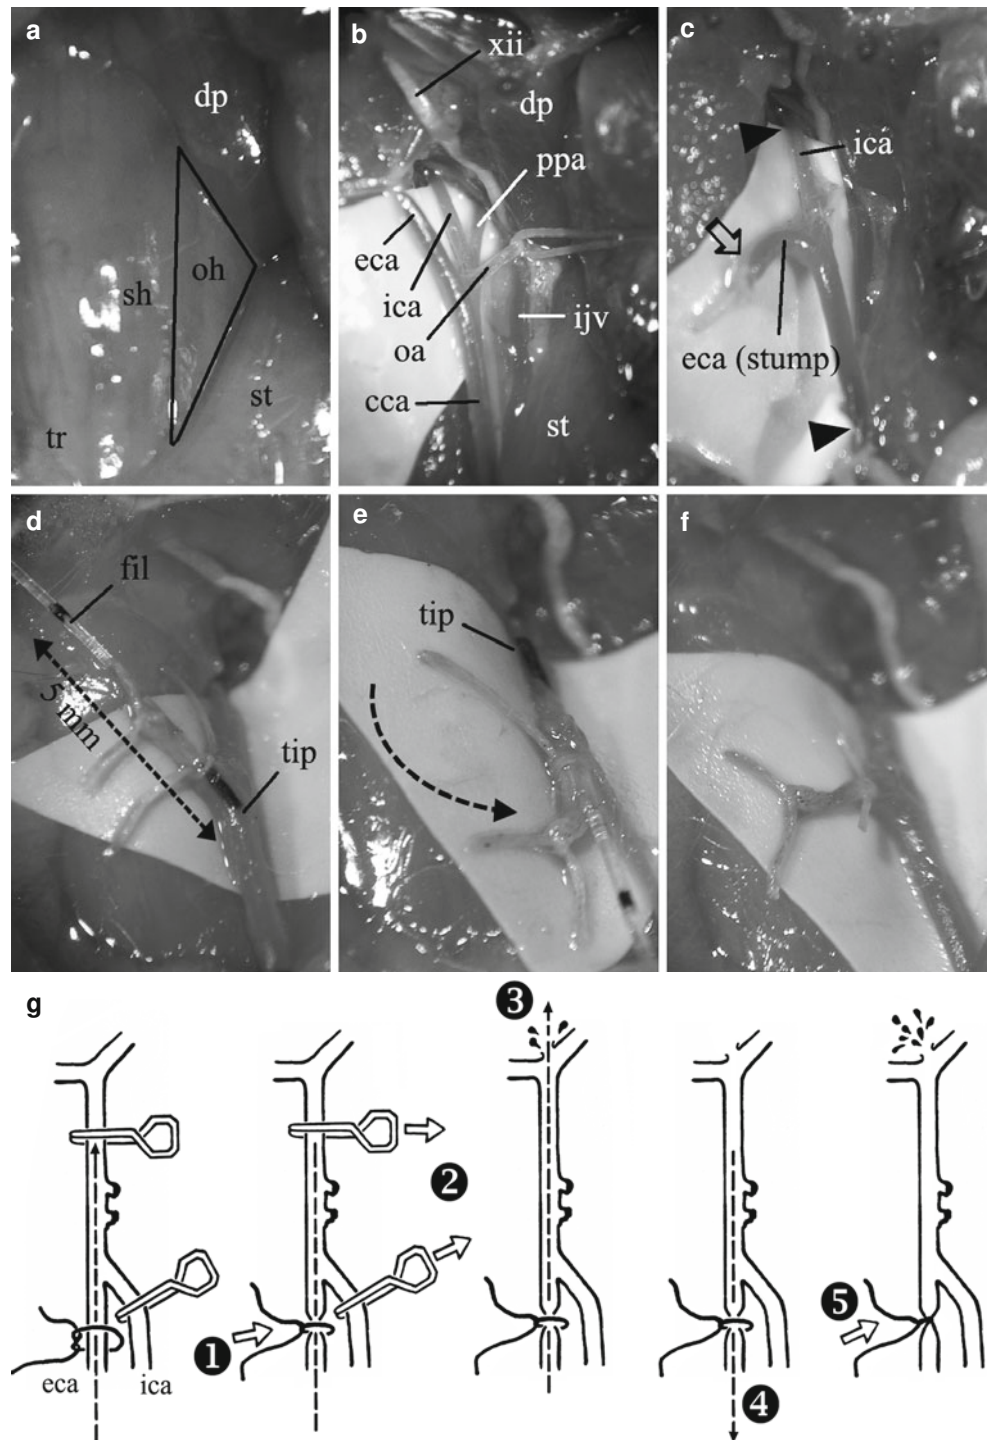 a
dp
oh
sh
st
tr
b
xii
dp
ppa
eca
ica
ijv
oa
cca
st
c
ica
eca (stump)
d
fil
5 mm
tip
e
tip
f
g
3
2
1
5
4
eca
ica